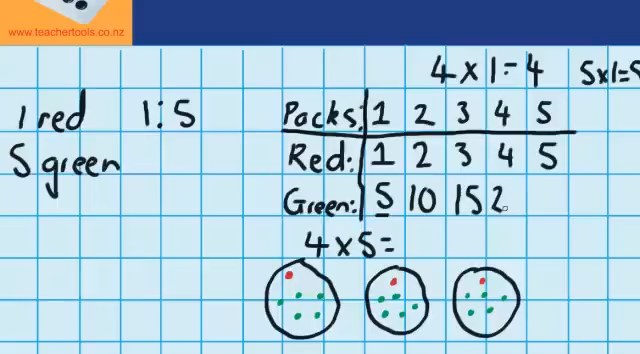 www.teachertools.co.nz
4 x 1 = 4
5x1=5
1 red 1:5
5 green
Packs: 1 2 3 4 5
Red: 1 2 3 4 5
Green: 5 10 15 2
4 x 5 =